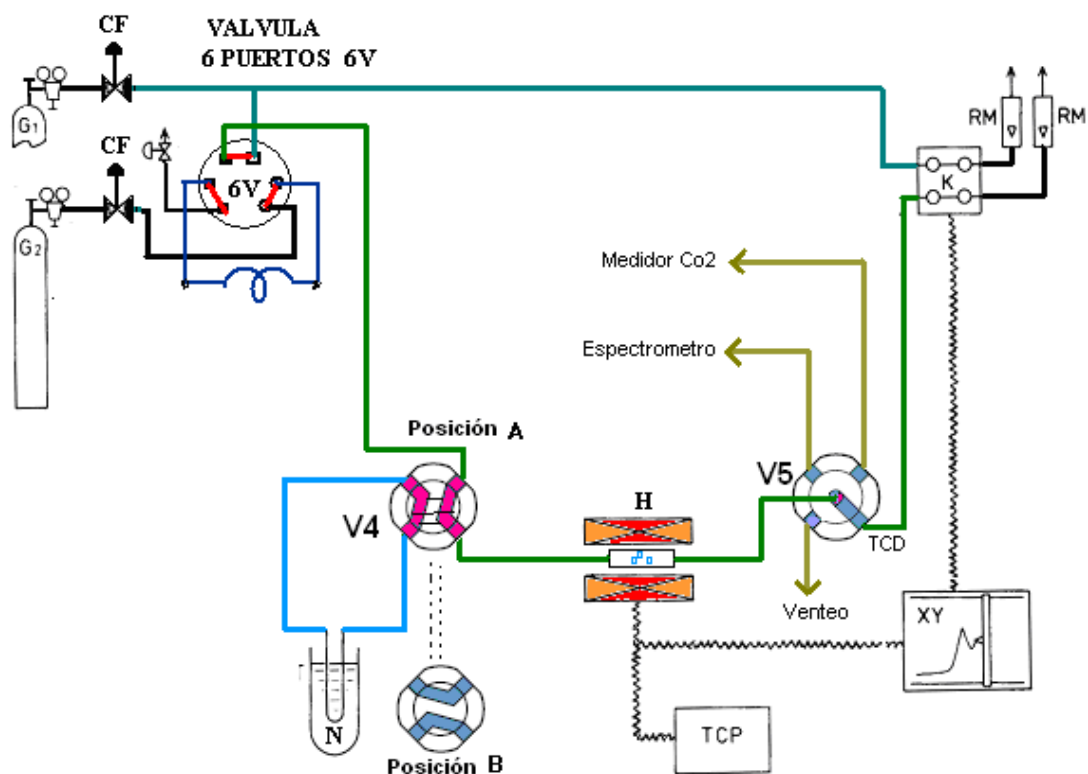 CF
VALVULA
6 PUERTOS 6V
G1
CF
6V
G2
RM
RM
K
Medidor Co2
Espectrometro
Posición A
V4
H
V5
TCD
Venteo
XY
N
Posición B
TCP